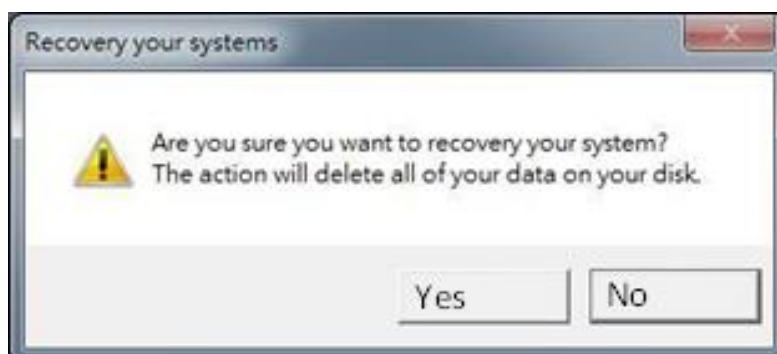 Recovery your systems
Are you sure you want to recovery your system?
The action will delete all of your data on your disk.
Yes
No